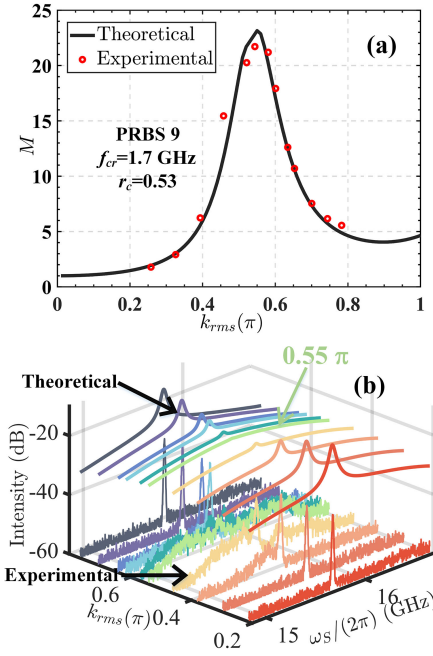 25
20
15
10
5
0
M
Theoretical
Experimental
(a)
PRBS 9
f_cr=1.7 GHz
r_c=0.53
0 0.2 0.4 0.6 0.8 1
k_rms(π)
0.55 π
(b)
Theoretical
-20
-40
-60
Intensity (dB)
Experimental
0.6
0.4
0.2
k_rms(π)
15
16
ω_S/(2π) (GHz)